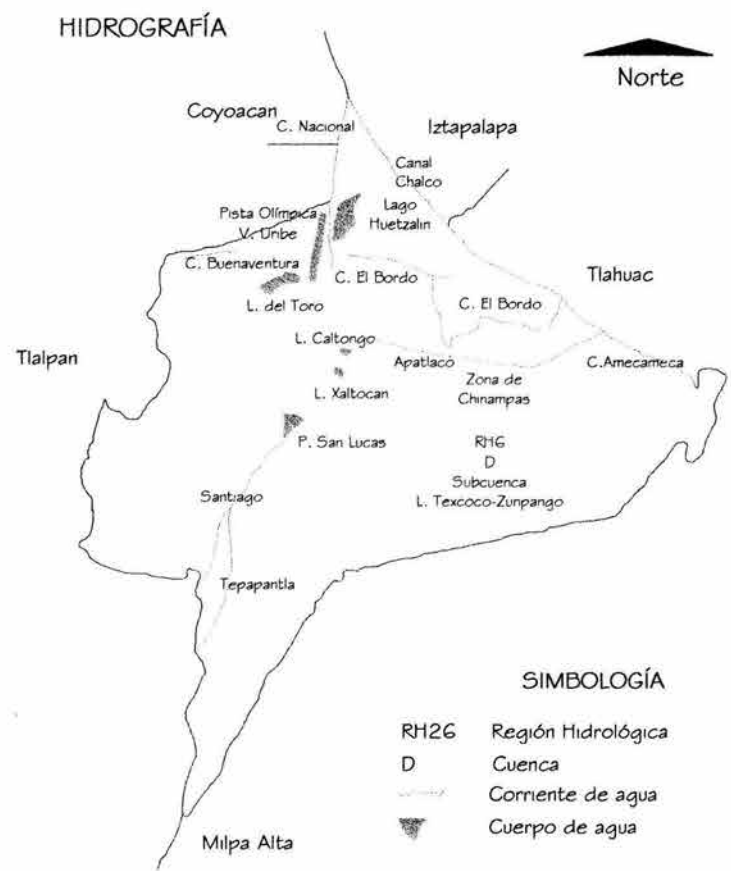 HIDROGRAFÍA
Norte
Coyoacan
C. Nacional
Iztapalapa
Canal
Chalco
Pista Olímpica
V. Uribe
Lago
Huetzalin
C. Buenaventura
C. El Bordo
Tlahuac
L. del Toro
C. El Bordo
L. Caltongo
Tlalpan
Apatlaco
C.Amecameca
Zona de
Chinampas
L. Xaltocan
P. San Lucas
RH6
D
Subcuenca
L. Texcoco-Zunpango
Santiago
Tepapantla
SIMBOLOGÍA
RH26 Región Hidrológica
D Cuenca
Corriente de agua
Cuerpo de agua
Milpa Alta